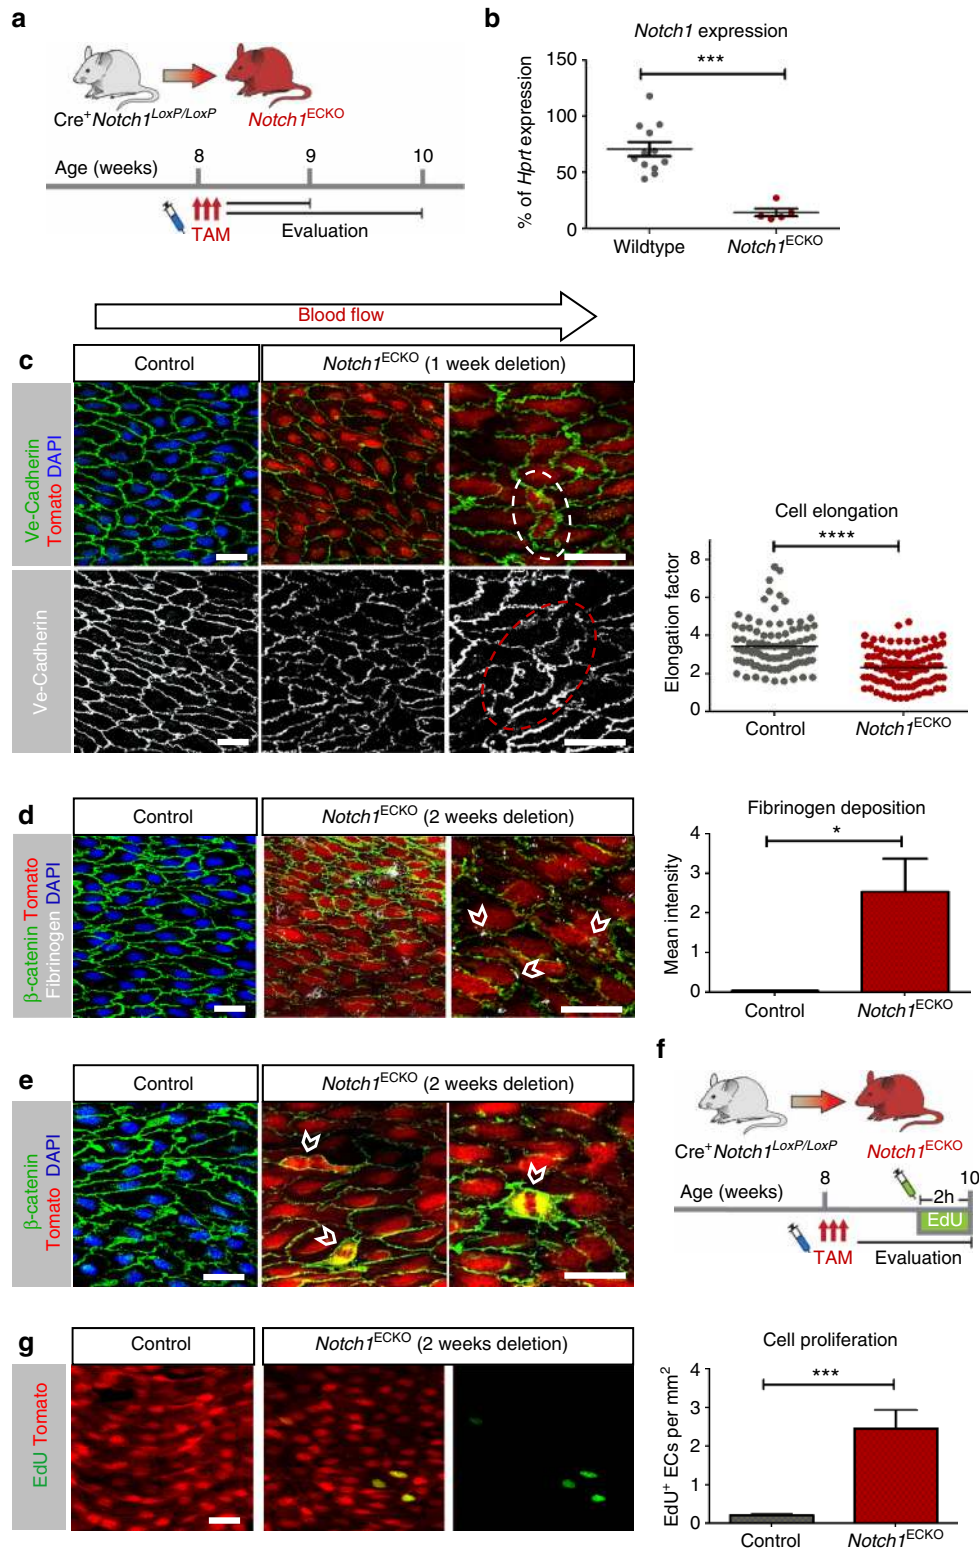 a
Cre+Notch1LoxP/LoxP
Notch1ECKO
Age (weeks)
8
9
10
TAM
Evaluation
b
Notch1 expression
***
% of Hprt expression
150
100
50
0
Wildtype
Notch1ECKO
Blood flow
c
Control
Notch1ECKO (1 week deletion)
Ve-Cadherin
Tomato DAPI
Ve-Cadherin
Cell elongation
****
Elongation factor
8
6
4
2
0
Control
Notch1ECKO
d
Control
Notch1ECKO (2 weeks deletion)
β-catenin Tomato
Fibrinogen DAPI
Fibrinogen deposition
*
Mean intensity
4
3
2
1
0
Control
Notch1ECKO
e
Control
Notch1ECKO (2 weeks deletion)
β-catenin
Tomato DAPI
f
Cre+Notch1LoxP/LoxP
Notch1ECKO
Age (weeks)
8
10
2h
EdU
TAM
Evaluation
g
Control
Notch1ECKO (2 weeks deletion)
EdU Tomato
Cell proliferation
***
EdU+ ECs per mm2
4
3
2
1
0
Control
Notch1ECKO